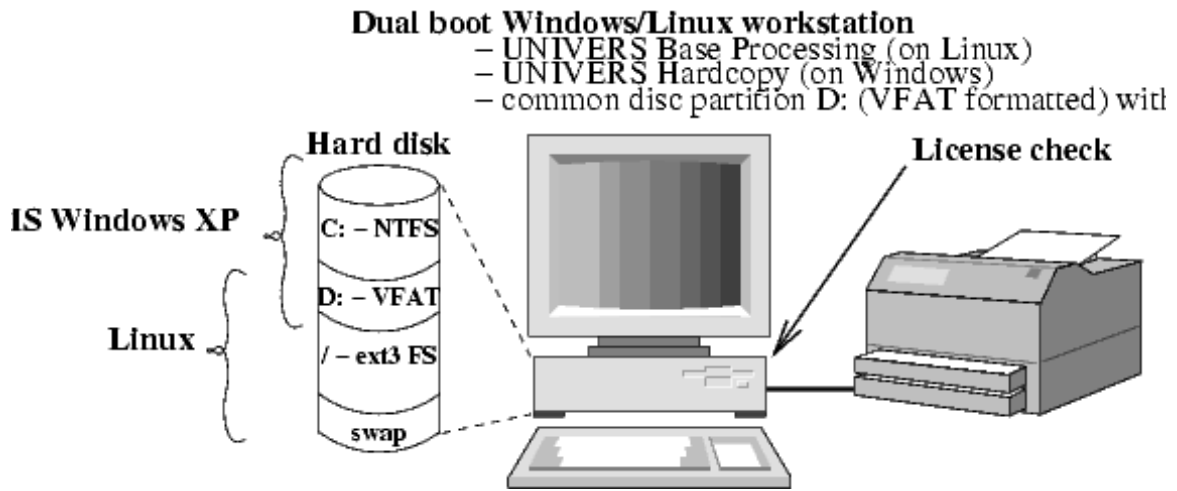 Dual boot Windows/Linux workstation
– UNIVERS Base Processing (on Linux)
– UNIVERS Hardcopy (on Windows)
– common disc partition D: (VFAT formatted) with
Hard disk
License check
IS Windows XP
C: – NTFS
D: – VFAT
Linux
/ – ext3 FS
swap